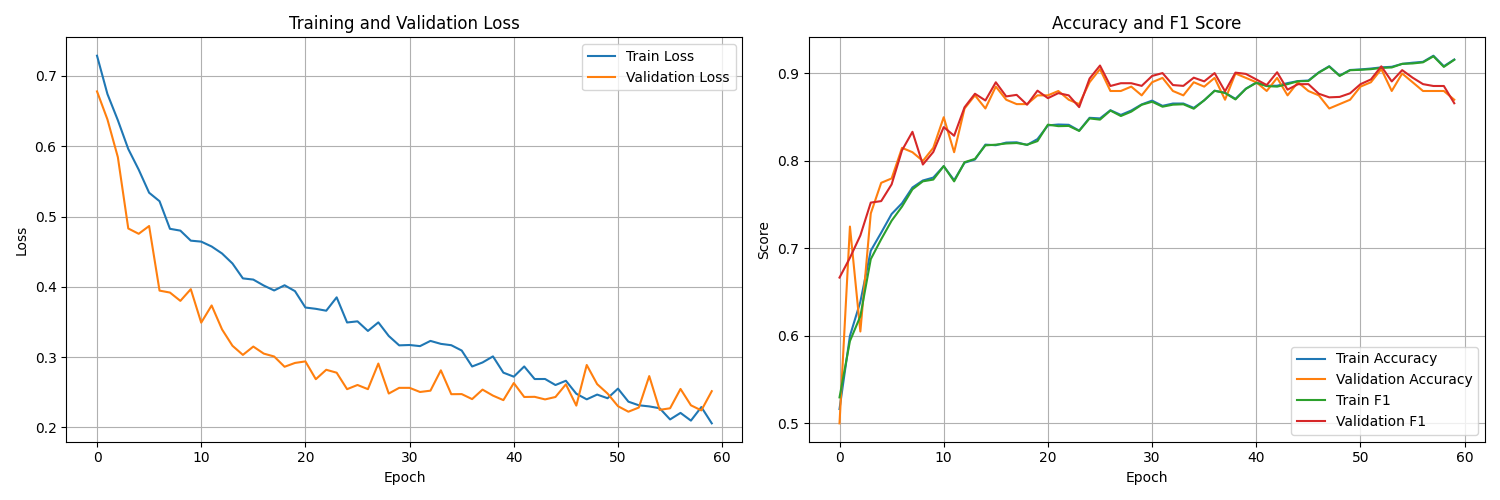 Training and Validation Loss
Train Loss
Validation Loss
0.7
0.6
0.5
0.4
0.3
0.2
Loss
0 10 20 30 40 50 60
Epoch
Accuracy and F1 Score
0.9
0.8
0.7
0.6
0.5
Score
Train Accuracy
Validation Accuracy
Train F1
Validation F1
0 10 20 30 40 50 60
Epoch